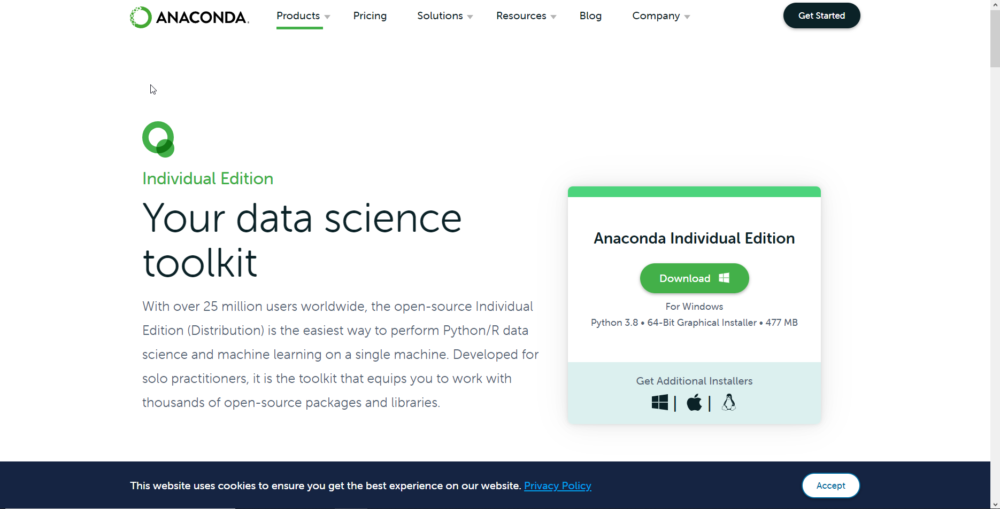 ANACONDA.
Products
Pricing
Solutions
Resources
Blog
Company
Get Started
Individual Edition
Your data science
toolkit
With over 25 million users worldwide, the open-source Individual
Edition (Distribution) is the easiest way to perform Python/R data
science and machine learning on a single machine. Developed for
solo practitioners, it is the toolkit that equips you to work with
thousands of open-source packages and libraries.
Anaconda Individual Edition
Download
For Windows
Python 3.8 • 64-Bit Graphical Installer • 477 MB
Get Additional Installers
| |
This website uses cookies to ensure you get the best experience on our website. Privacy Policy
Accept